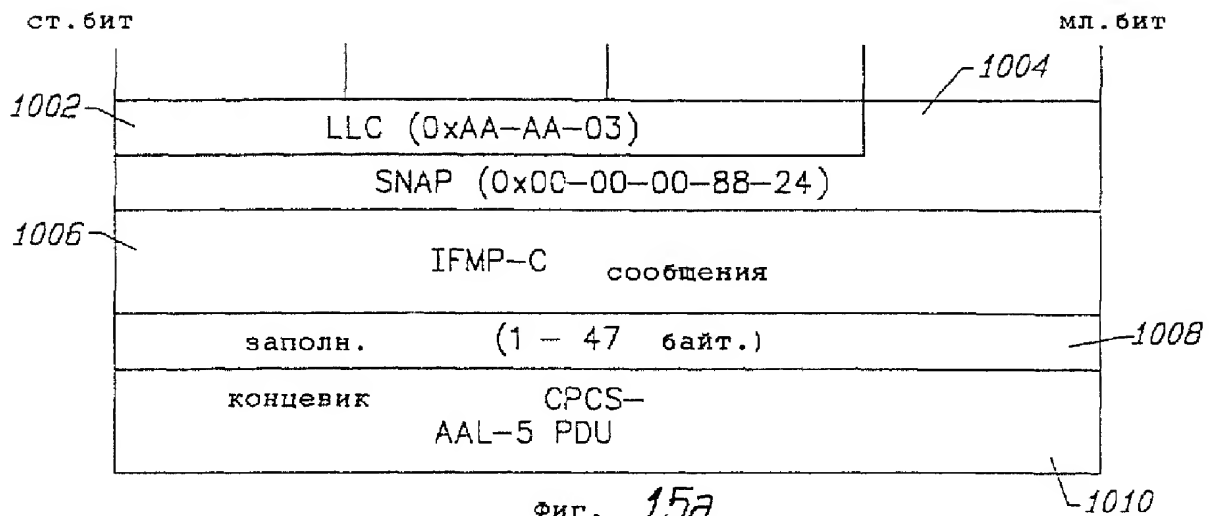 ст.бит мл.бит
1004
1002
LLC (0xAA-AA-03)
SNAP (0x00-00-00-88-24)
1006
IFMP-C сообщения
заполн. (1 - 47 байт.)
1008
концевик CPCS-
AAL-5 PDU
1010
Фиг. 15а